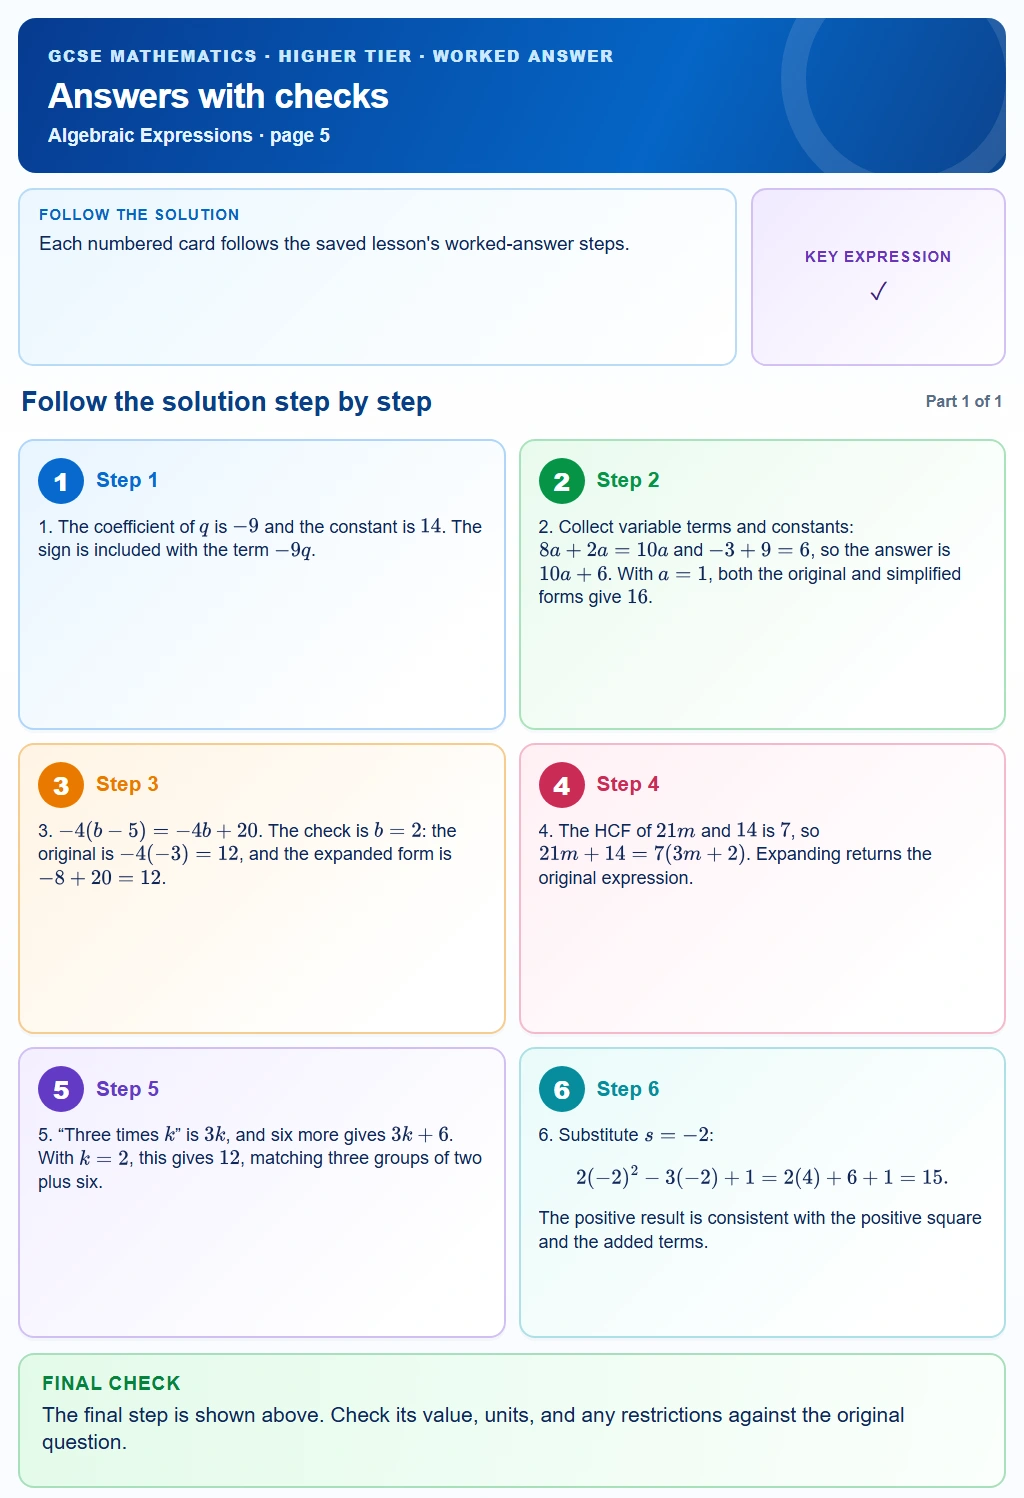 GCSE MATHEMATICS · HIGHER TIER · WORKED ANSWER
Answers with checks
Algebraic Expressions · page 5
FOLLOW THE SOLUTION
Each numbered card follows the saved lesson's worked-answer steps.
KEY EXPRESSION
✓
Follow the solution step by step
Part 1 of 1
1 Step 1
1. The coefficient of q is −9 and the constant is 14. The
sign is included with the term −9q.
2 Step 2
2. Collect variable terms and constants:
8a + 2a = 10a and −3 + 9 = 6, so the answer is
10a + 6. With a = 1, both the original and simplified
forms give 16.
3 Step 3
3. −4(b − 5) = −4b + 20. The check is b = 2: the
original is −4(−3) = 12, and the expanded form is
−8 + 20 = 12.
4 Step 4
4. The HCF of 21m and 14 is 7, so
21m + 14 = 7(3m + 2). Expanding returns the
original expression.
5 Step 5
5. “Three times k” is 3k, and six more gives 3k + 6.
With k = 2, this gives 12, matching three groups of two
plus six.
6 Step 6
6. Substitute s = −2:
2(−2)² − 3(−2) + 1 = 2(4) + 6 + 1 = 15.
The positive result is consistent with the positive square
and the added terms.
FINAL CHECK
The final step is shown above. Check its value, units, and any restrictions against the original
question.